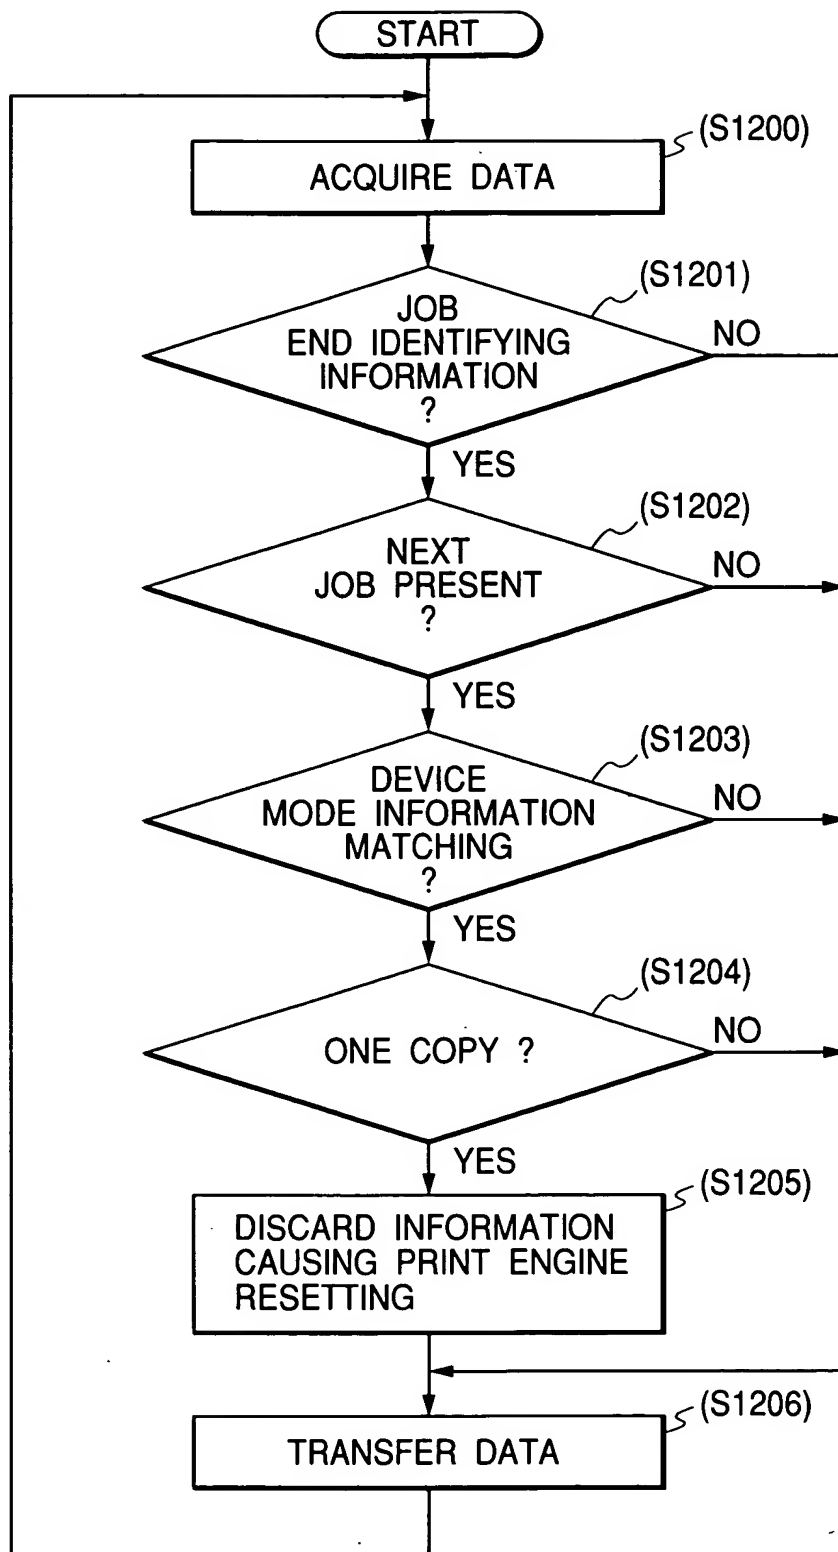 START
(S1200)
ACQUIRE DATA
(S1201)
JOB
END IDENTIFYING
INFORMATION
?
NO
YES
(S1202)
NEXT
JOB PRESENT
?
NO
YES
(S1203)
DEVICE
MODE INFORMATION
MATCHING
?
NO
YES
(S1204)
ONE COPY ?
NO
YES
(S1205)
DISCARD INFORMATION
CAUSING PRINT ENGINE
RESETTING
(S1206)
TRANSFER DATA